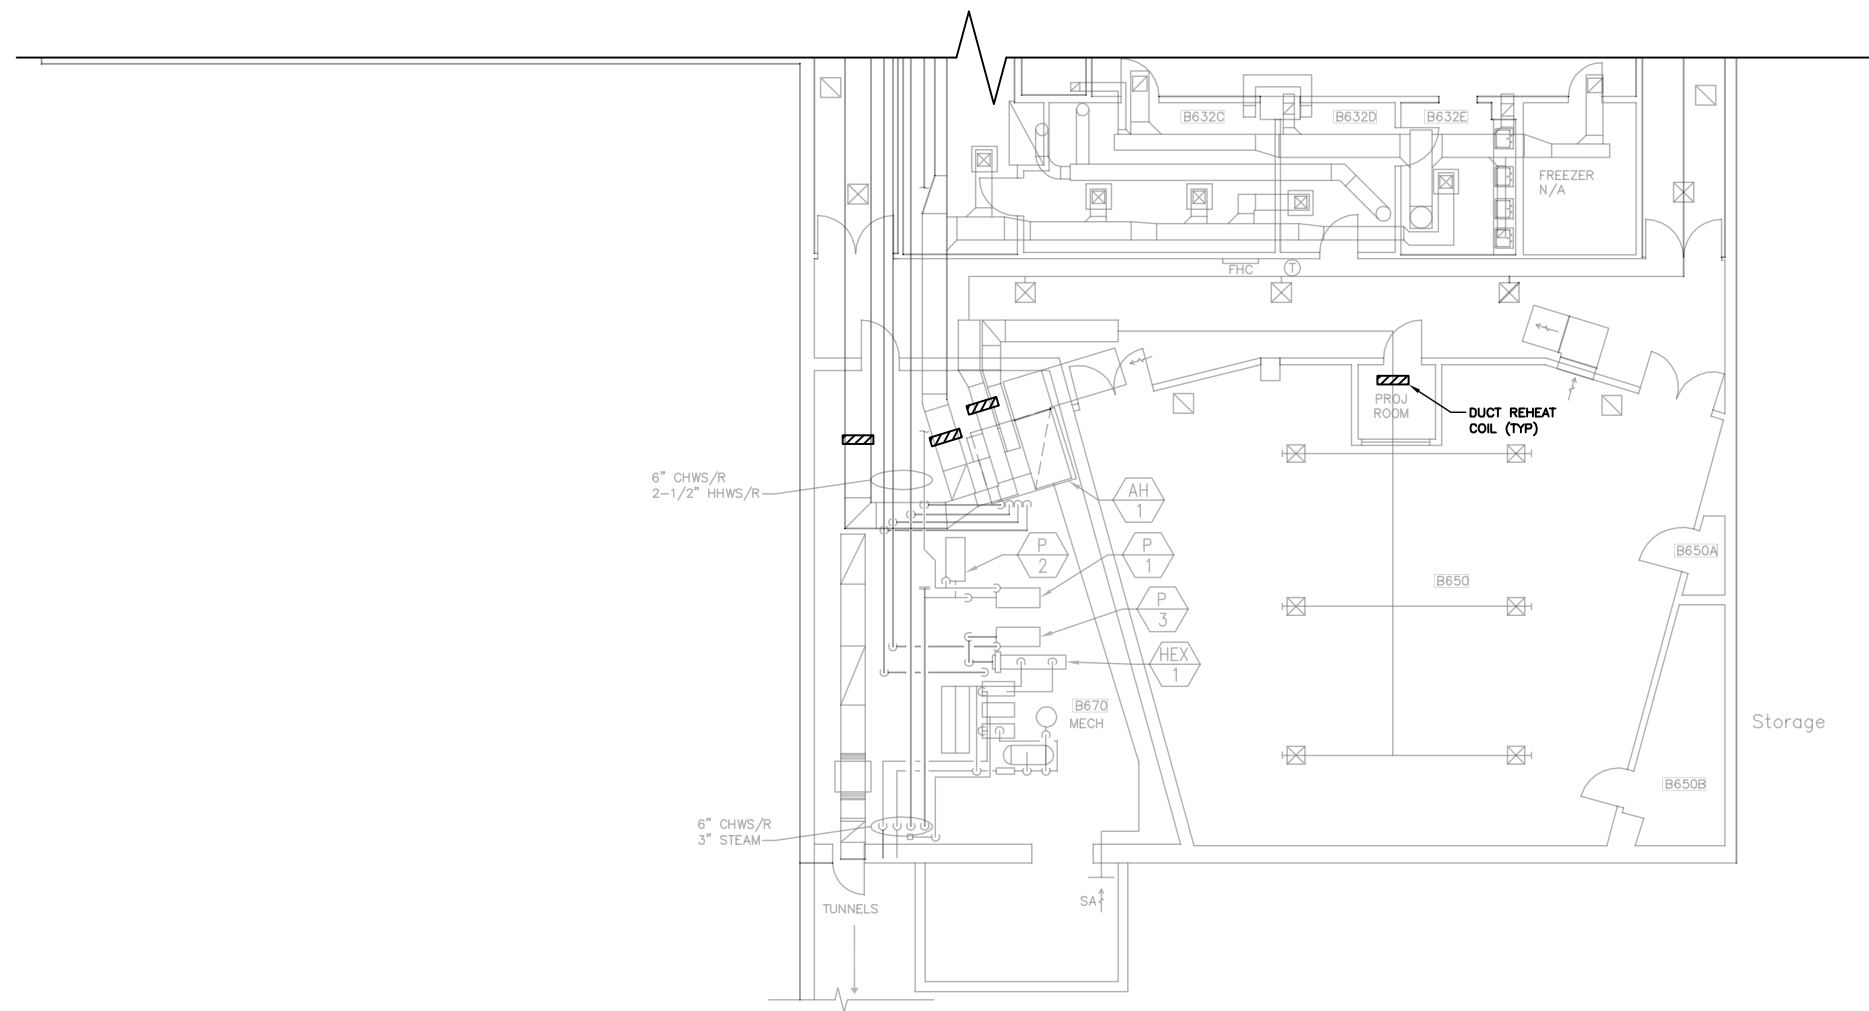 B632C
B632D
B632E
FREEZER
N/A
FHC
T
PROJ
ROOM
DUCT REHEAT
COIL (TYP)
6" CHWS/R
2-1/2" HHWS/R
AH
1
P
2
P
1
B650A
B650
P
3
HEX
1
B670
MECH
Storage
B650B
6" CHWS/R
3" STEAM
SA
TUNNELS